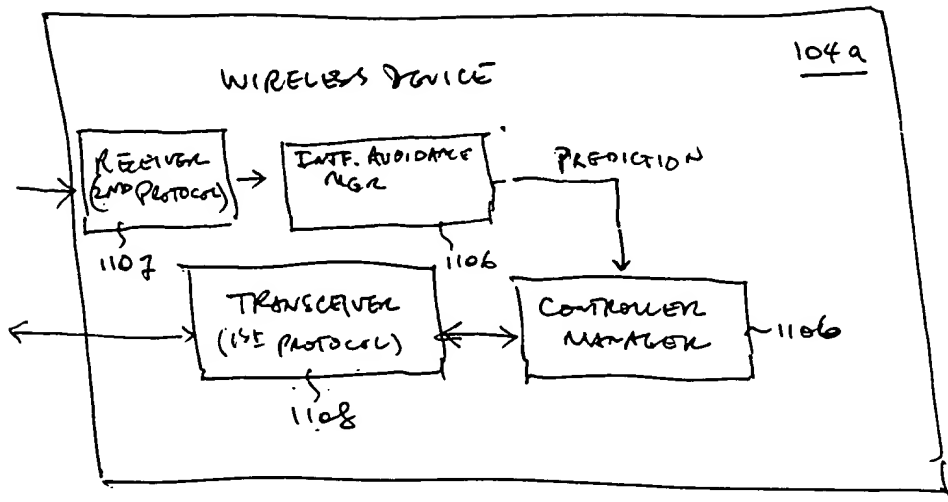 104a
WIRELESS DEVICE
RECEIVER
(2ND PROTOCOL)
INTF. AVOIDANCE
MGR
PREDICTION
1107
1106
TRANSCEIVER
(1ST PROTOCOL)
CONTROLLER
MANAGER
1106
1108